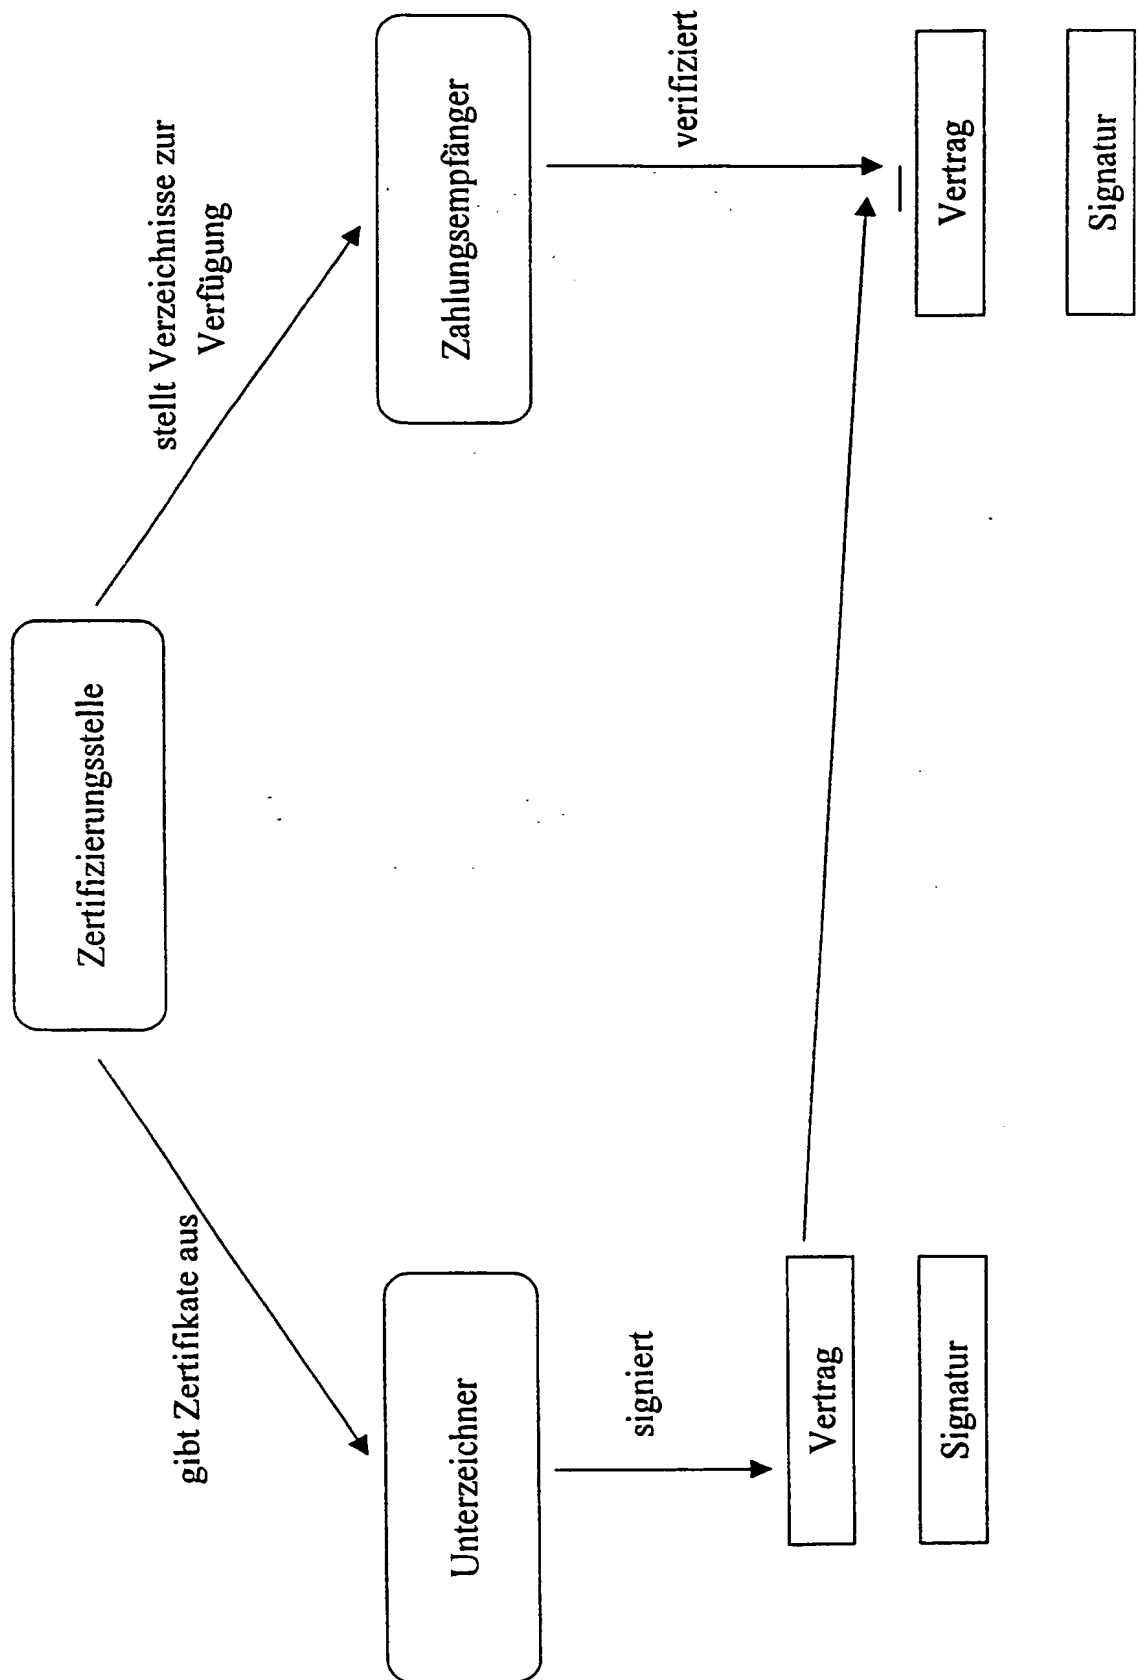 Zertifizierungsstelle
gibt Zertifikate aus
stellt Verzeichnisse zur
Verfügung
Unterzeichner
Zahlungsempfänger
signiert
verifiziert
Vertrag
Signatur
Vertrag
Signatur